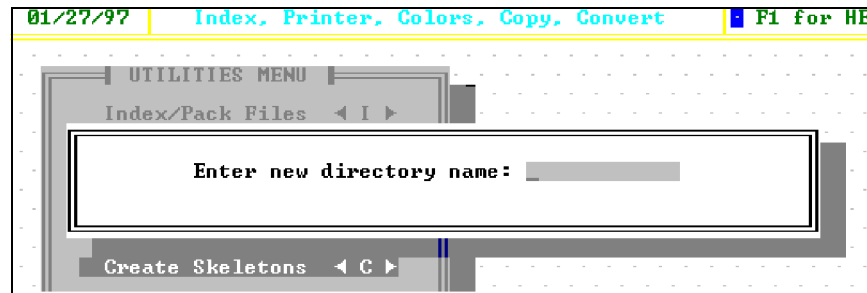 01/27/97 Index, Printer, Colors, Copy, Convert F1 for HE
UTILITIES MENU
Index/Pack Files ◄ I ►
Enter new directory name:
Create Skeletons ◄ C ►